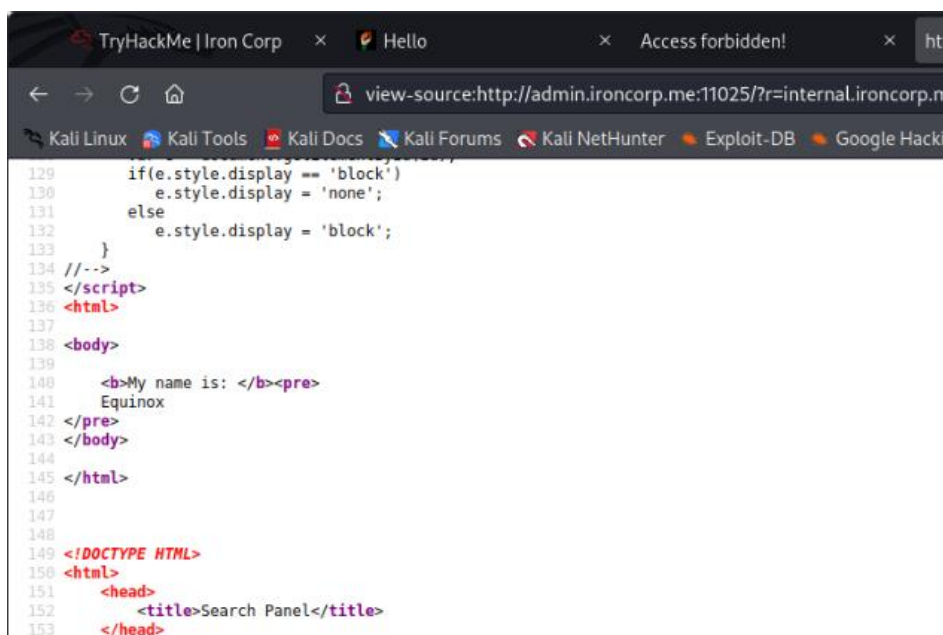 TryHackMe | Iron Corp × Hello × Access forbidden! × ht
view-source:http://admin.ironcorp.me:11025/?r=internal.ironcorp.m
Kali Linux Kali Tools Kali Docs Kali Forums Kali NetHunter Exploit-DB Google Hacki
129 if(e.style.display == 'block')
130 e.style.display = 'none';
131 else
132 e.style.display = 'block';
133 }
134 //-->
135 </script>
136 <html>
137
138 <body>
139
140 <b>My name is: </b><pre>
141 Equinox
142 </pre>
143 </body>
144
145 </html>
146
147
148
149 <!DOCTYPE HTML>
150 <html>
151 <head>
152 <title>Search Panel</title>
153 </head>